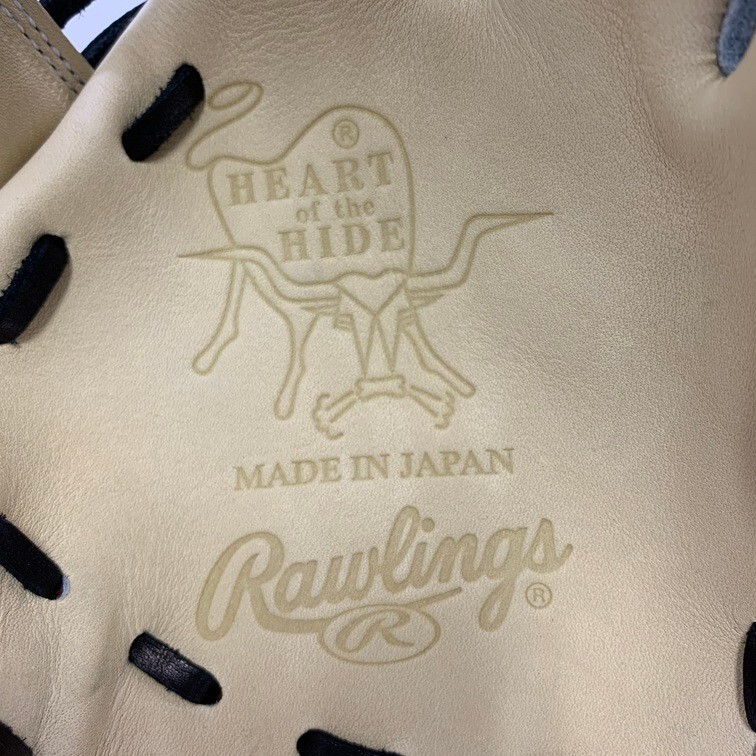 ®
HEART
of the
HIDE
MADE IN JAPAN
Rawlings®
R